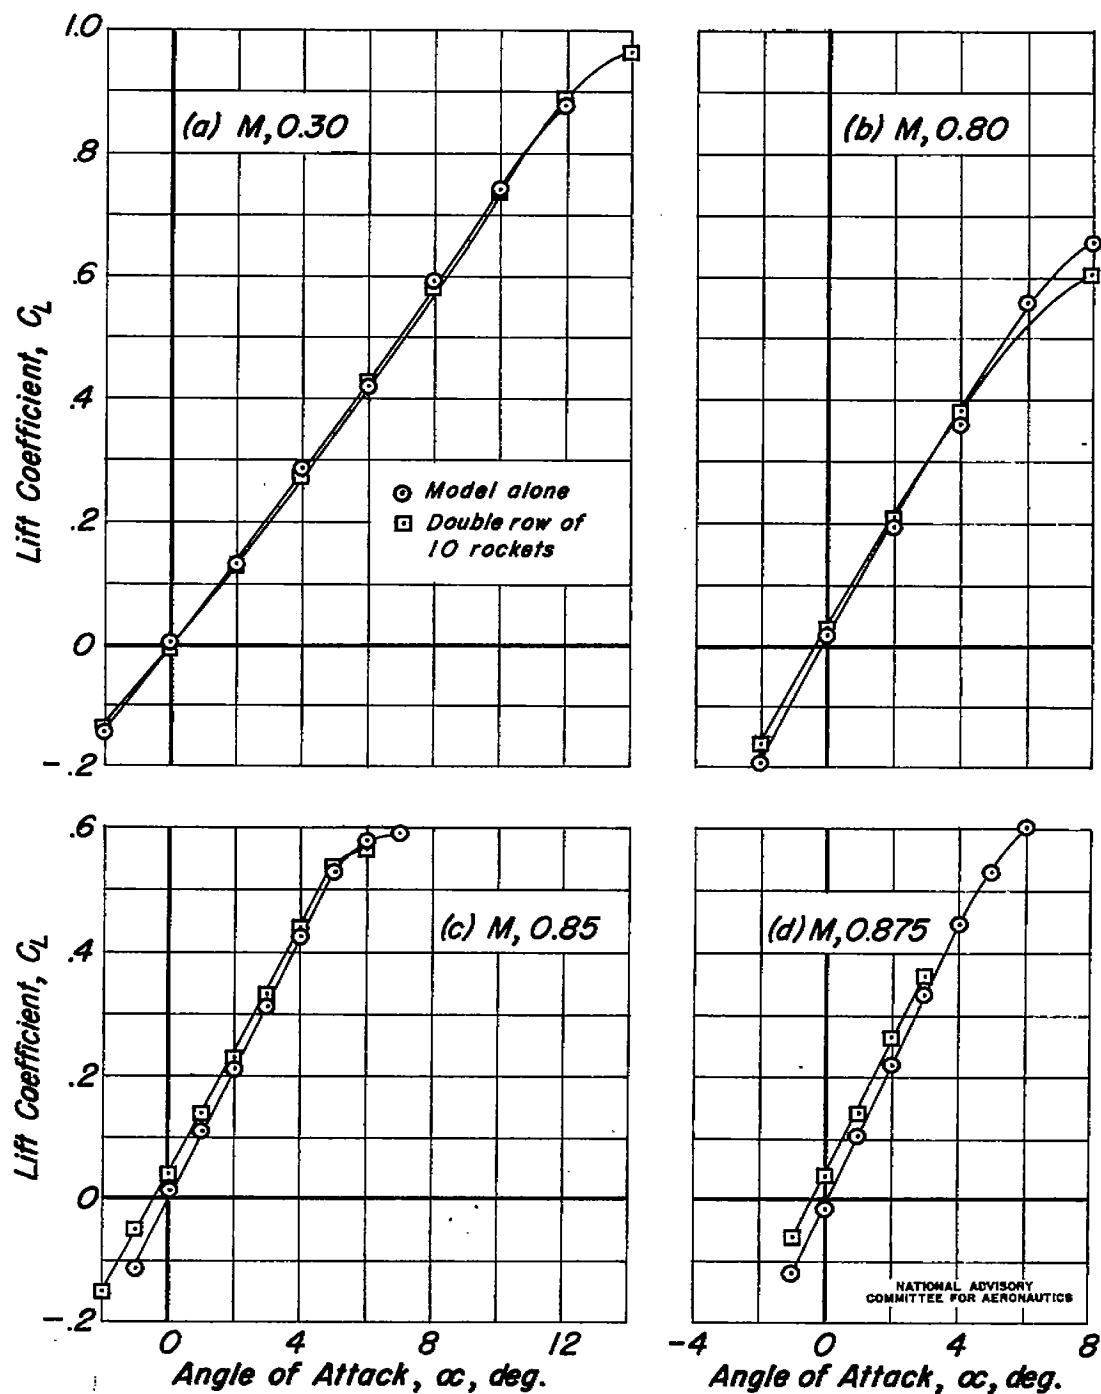 1.0
(a) M, 0.30
(b) M, 0.80
.8
.6
Lift Coefficient, CL
.4
Model alone
Double row of
10 rockets
.2
0
-.2
.6
(c) M, 0.85
(d) M, 0.875
.4
Lift Coefficient, CL
.2
0
NATIONAL ADVISORY
COMMITTEE FOR AERONAUTICS
-.2
0 4 8 12
-4 0 4 8
Angle of Attack, α, deg.
Angle of Attack, α, deg.